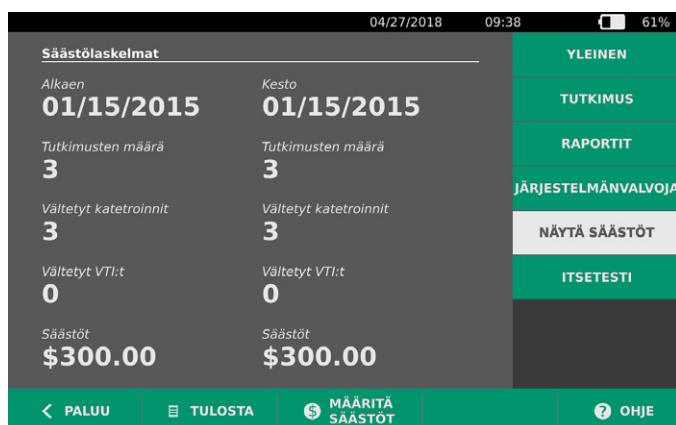 04/27/2018 09:38 61%
Säästölaskelmat
Alkaen Kesto
01/15/2015 01/15/2015
Tutkimusten määrä Tutkimusten määrä
3 3
Vältetyt katetroinnit Vältetyt katetroinnit
3 3
Vältetyt VTI:t Vältetyt VTI:t
0 0
Säästöt Säästöt
$300.00 $300.00
YLEINEN
TUTKIMUS
RAPORTIT
JÄRJESTELMÄNVALVOJA
NÄYTÄ SÄÄSTÖT
ITSETESTI
PALUU TULOSTA MÄÄRITÄ SÄÄSTÖT OHJE